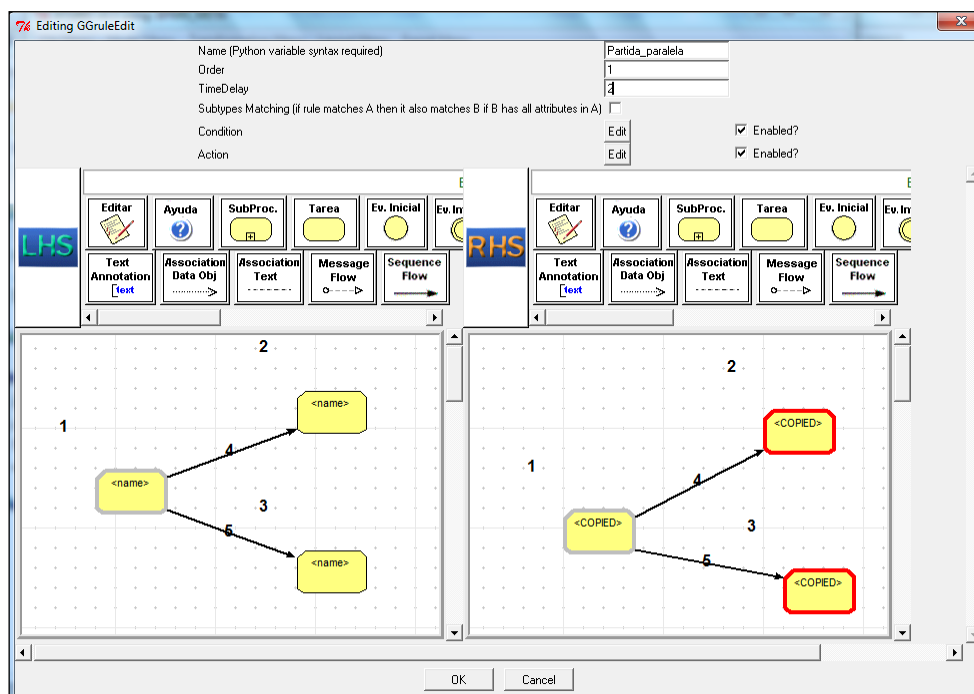 Editing GGruleEdit
X
Name (Python variable syntax required)
Partida_paralela
Order
1
TimeDelay
2
Subtypes Matching (if rule matches A then it also matches B if B has all attributes in A)
Condition
Edit
Enabled?
Action
Edit
Enabled?
LHS
E
Editar
Ayuda
SubProc.
Tarea
Ev. Inicial
Text
Annotation
text
Association
Data Obj
Association
Text
Message
Flow
Sequence
Flow
RHS
E
Editar
Ayuda
SubProc.
Tarea
Ev. Inicial
Text
Annotation
text
Association
Data Obj
Association
Text
Message
Flow
Sequence
Flow
2
<name>
1
4
<name>
3
5
<name>
2
<COPIED>
1
4
<COPIED>
3
5
<COPIED>
OK
Cancel